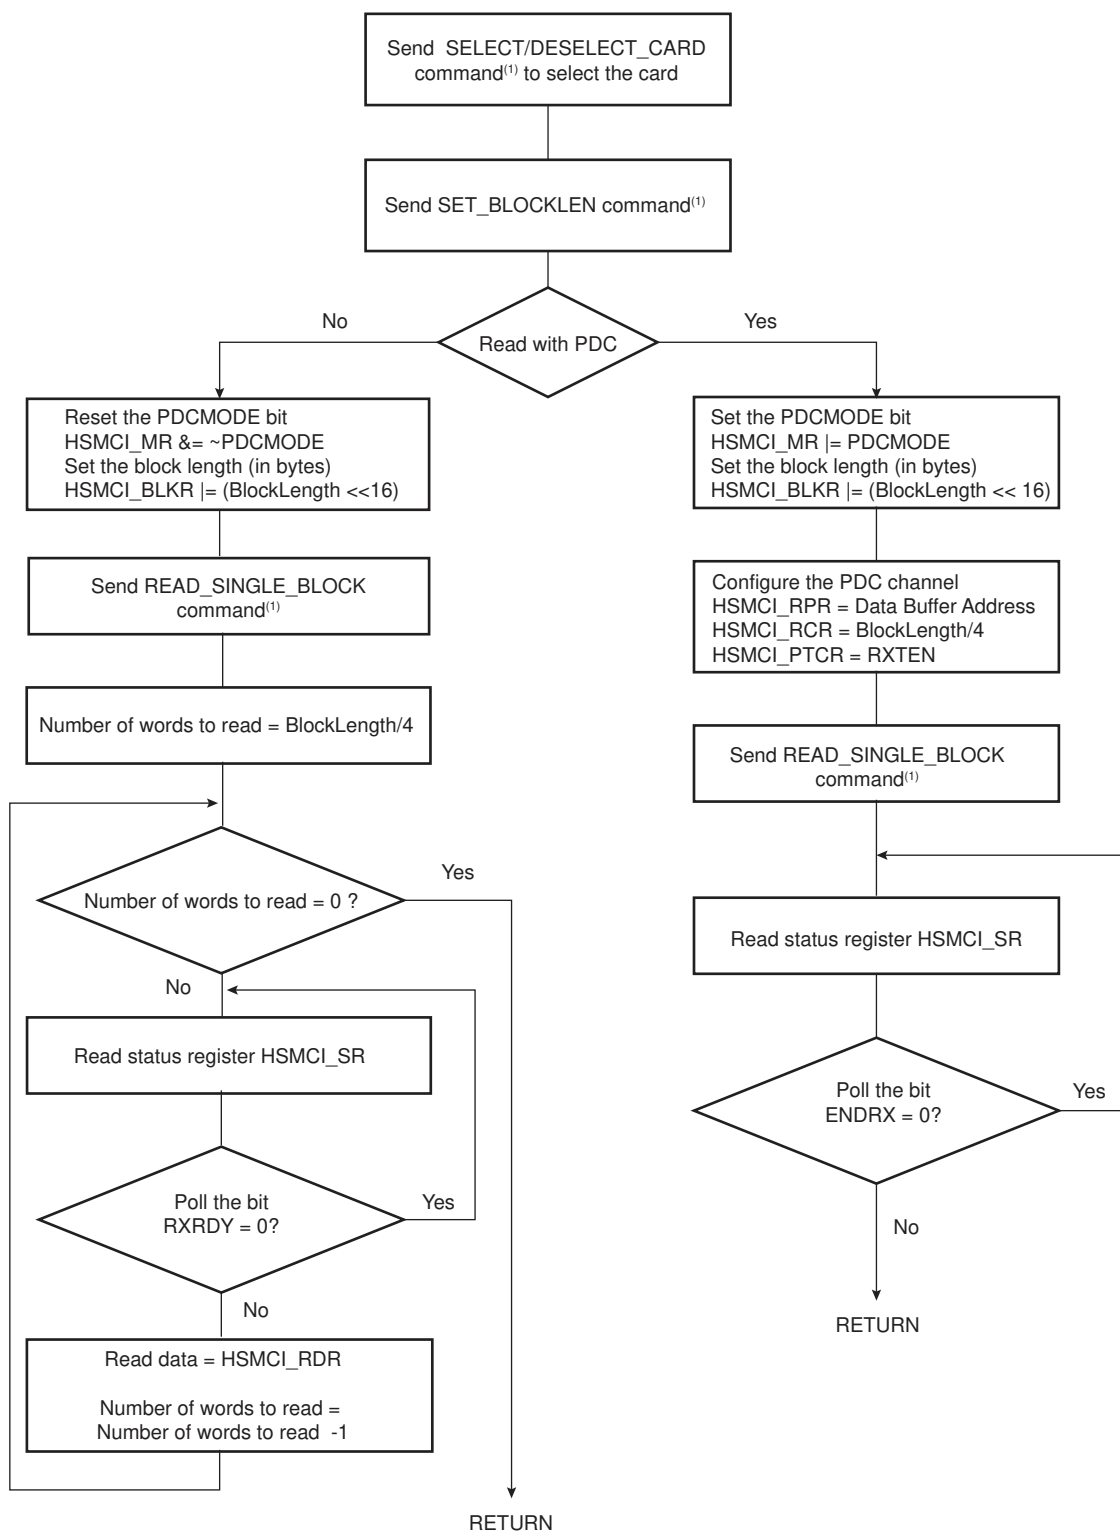 Send SELECT/DESELECT_CARD
command(1) to select the card
Send SET_BLOCKLEN command(1)
Read with PDC
No
Yes
Reset the PDCMODE bit
HSMCI_MR &= ~PDCMODE
Set the block length (in bytes)
HSMCI_BLKR |= (BlockLength <<16)
Send READ_SINGLE_BLOCK
command(1)
Number of words to read = BlockLength/4
Number of words to read = 0 ?
Yes
No
Read status register HSMCI_SR
Poll the bit
RXRDY = 0?
Yes
No
Read data = HSMCI_RDR
Number of words to read =
Number of words to read -1
RETURN
Set the PDCMODE bit
HSMCI_MR |= PDCMODE
Set the block length (in bytes)
HSMCI_BLKR |= (BlockLength << 16)
Configure the PDC channel
HSMCI_RPR = Data Buffer Address
HSMCI_RCR = BlockLength/4
HSMCI_PTCR = RXTEN
Send READ_SINGLE_BLOCK
command(1)
Read status register HSMCI_SR
Poll the bit
ENDRX = 0?
Yes
No
RETURN